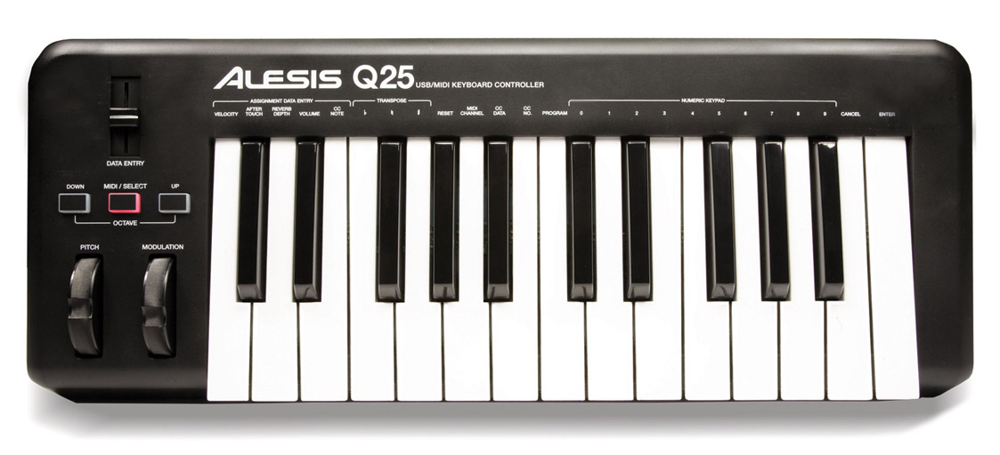 ALESIS Q25 USB/MIDI KEYBOARD CONTROLLER
ASSIGNMENT DATA ENTRY TRANSPOSE NUMERIC KEYPAD
VELOCITY AFTER TOUCH REVERB DEPTH VOLUME CC NOTE ♭ ♮ ♯ RESET MIDI CHANNEL CC DATA CC NO. PROGRAM 0 1 2 3 4 5 6 7 8 9 CANCEL ENTER
DATA ENTRY
DOWN MIDI / SELECT UP
OCTAVE
PITCH MODULATION